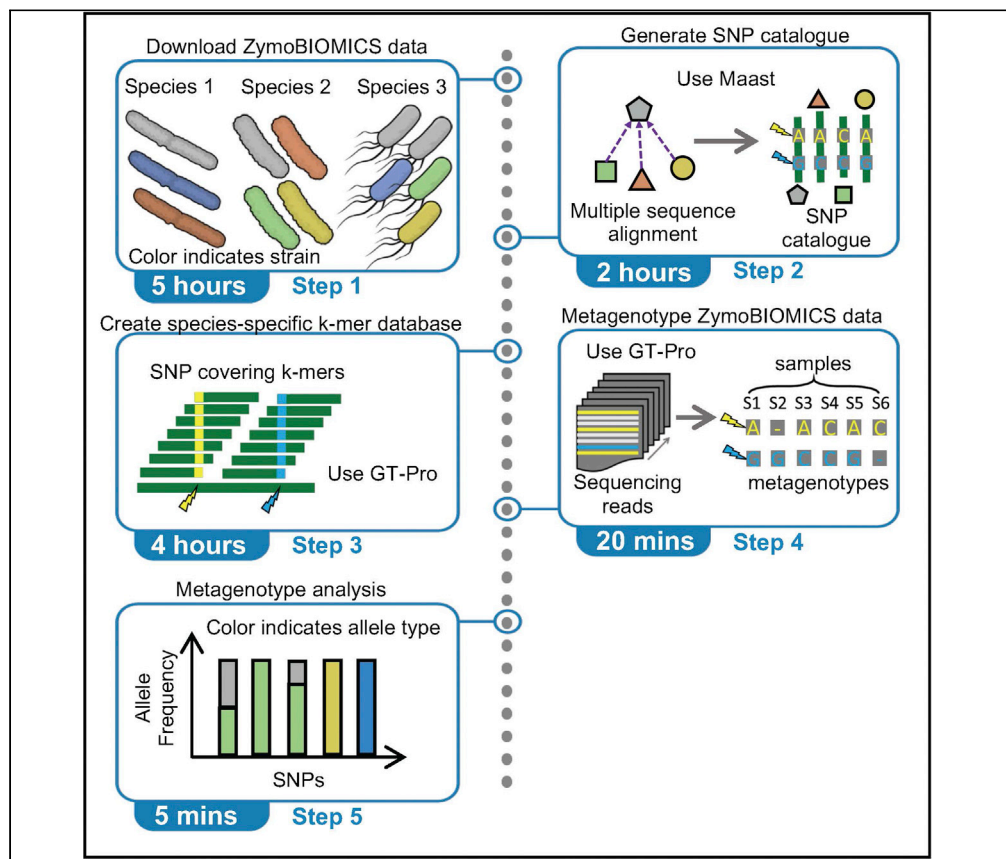 Download ZymoBIOMICS data
Species 1 Species 2 Species 3
Color indicates strain
5 hours Step 1
Generate SNP catalogue
Use Maast
A A C A
Multiple sequence
alignment
SNP
catalogue
2 hours Step 2
Create species-specific k-mer database
SNP covering k-mers
Use GT-Pro
4 hours Step 3
Metagenotype ZymoBIOMICS data
Use GT-Pro
samples
S1 S2 S3 S4 S5 S6
A - A C A C
Sequencing
reads
metagenotypes
20 mins Step 4
Metagenotype analysis
Color indicates allele type
Allele
Frequency
SNPs
5 mins Step 5